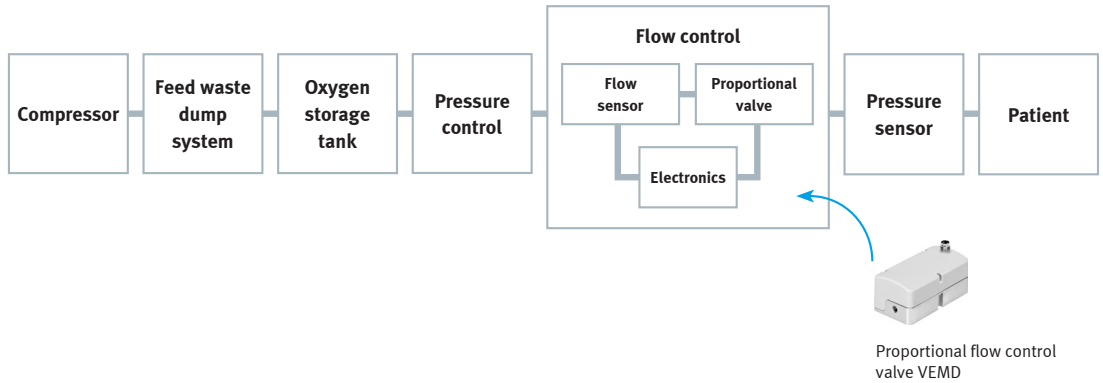 Flow control
Compressor
Feed waste
dump
system
Oxygen
storage
tank
Pressure
control
Flow
sensor
Proportional
valve
Electronics
Pressure
sensor
Patient
Proportional flow control
valve VEMD